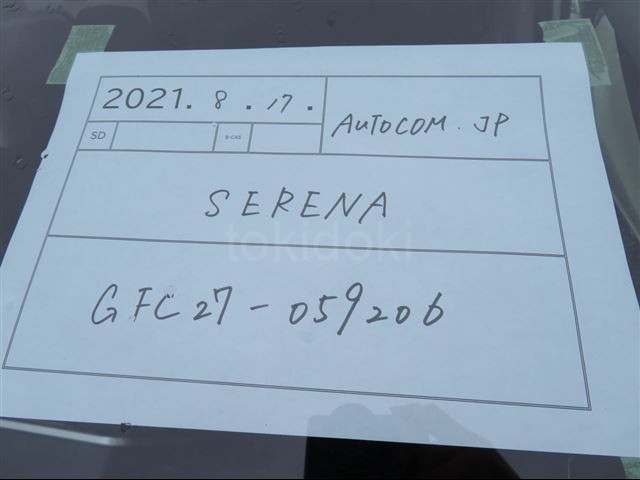 2021. 8. 17.
AUTOCOM. JP
SD
B-CAS
SERENA
tokidoki
GFC27-059206